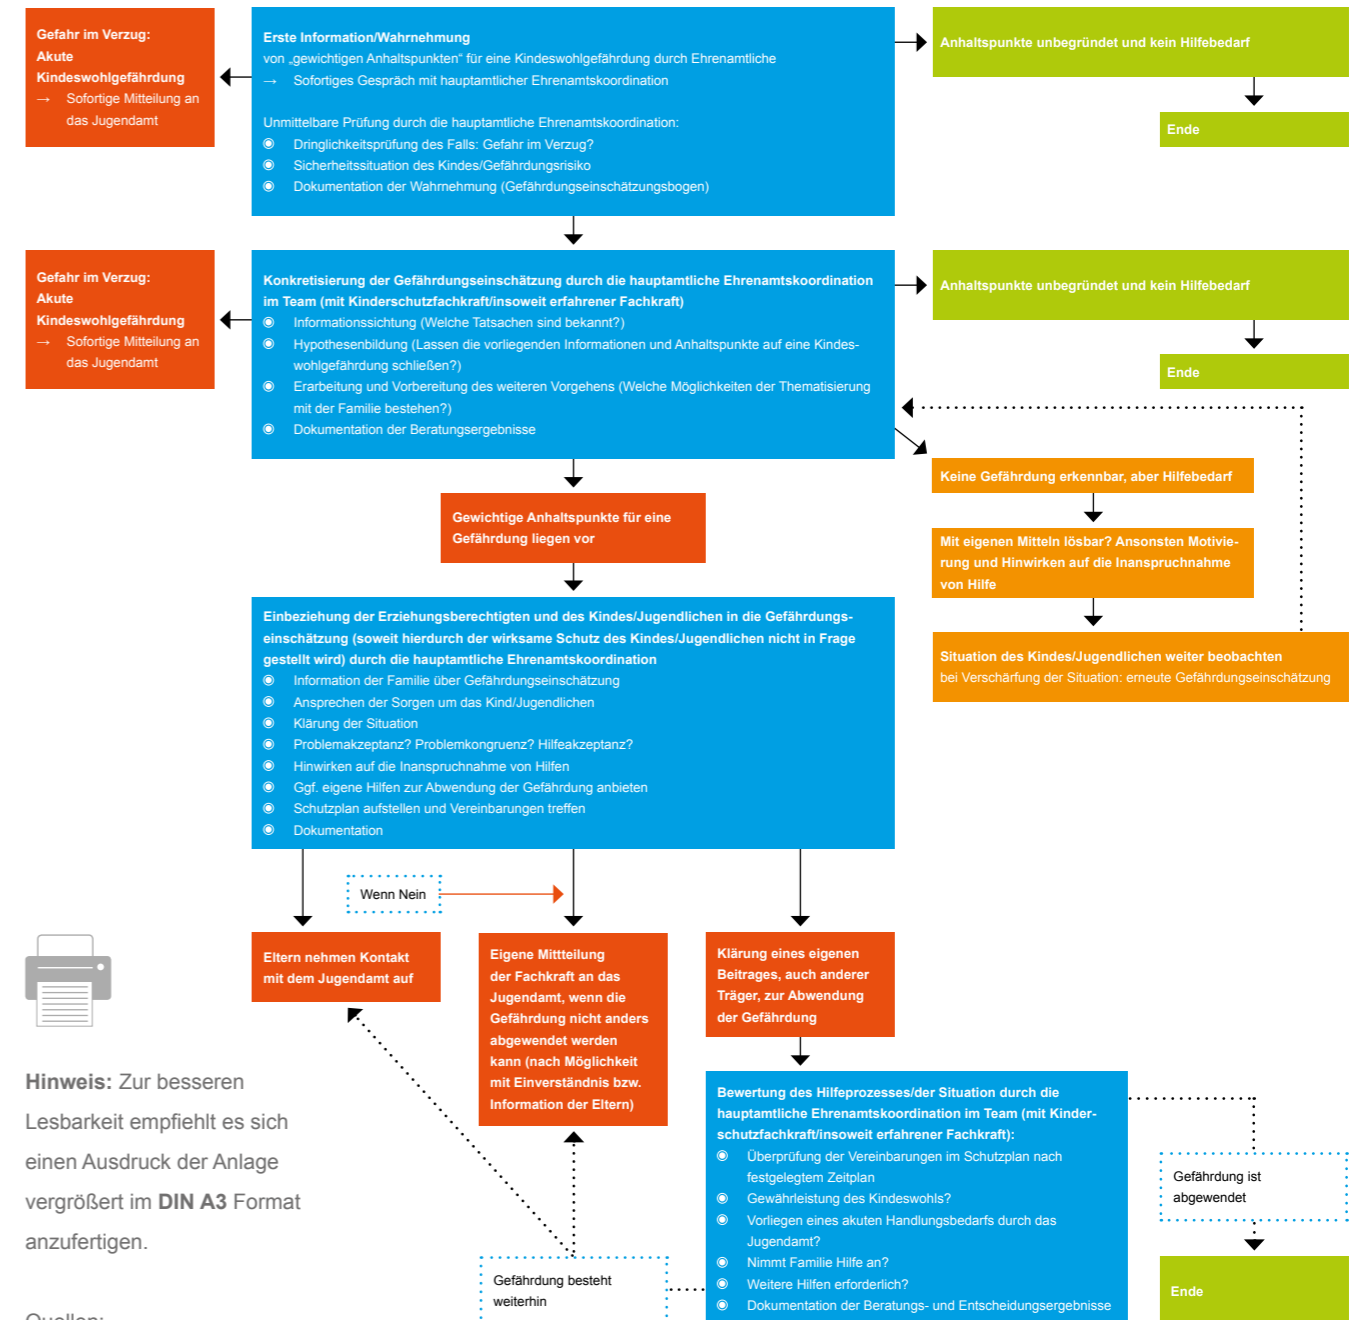 Gefahr im Verzug:
Akute
Kindeswohlgefährdung
→ Sofortige Mitteilung an
das Jugendamt
Erste Information/Wahrnehmung
von „gewichtigen Anhaltspunkten“ für eine Kindeswohlgefährdung durch Ehrenamtliche
→ Sofortiges Gespräch mit hauptamtlicher Ehrenamtskoordination
Unmittelbare Prüfung durch die hauptamtliche Ehrenamtskoordination:
◉ Dringlichkeitsprüfung des Falls: Gefahr im Verzug?
◉ Sicherheitssituation des Kindes/Gefährdungsrisiko
◉ Dokumentation der Wahrnehmung (Gefährdungseinschätzungsbogen)
Anhaltspunkte unbegründet und kein Hilfebedarf
Ende
Gefahr im Verzug:
Akute
Kindeswohlgefährdung
→ Sofortige Mitteilung an
das Jugendamt
Konkretisierung der Gefährdungseinschätzung durch die hauptamtliche Ehrenamtskoordination
im Team (mit Kinderschutzfachkraft/insoweit erfahrener Fachkraft)
◉ Informationssichtung (Welche Tatsachen sind bekannt?)
◉ Hypothesenbildung (Lassen die vorliegenden Informationen und Anhaltspunkte auf eine Kindes-
wohlgefährdung schließen?)
◉ Erarbeitung und Vorbereitung des weiteren Vorgehens (Welche Möglichkeiten der Thematisierung
mit der Familie bestehen?)
◉ Dokumentation der Beratungsergebnisse
Anhaltspunkte unbegründet und kein Hilfebedarf
Ende
Keine Gefährdung erkennbar, aber Hilfebedarf
Mit eigenen Mitteln lösbar? Ansonsten Motivie-
rung und Hinwirken auf die Inanspruchnahme
von Hilfe
Situation des Kindes/Jugendlichen weiter beobachten
bei Verschärfung der Situation: erneute Gefährdungseinschätzung
Gewichtige Anhaltspunkte für eine
Gefährdung liegen vor
Einbeziehung der Erziehungsberechtigten und des Kindes/Jugendlichen in die Gefährdungs-
einschätzung (soweit hierdurch der wirksame Schutz des Kindes/Jugendlichen nicht in Frage
gestellt wird) durch die hauptamtliche Ehrenamtskoordination
◉ Information der Familie über Gefährdungseinschätzung
◉ Ansprechen der Sorgen um das Kind/Jugendlichen
◉ Klärung der Situation
◉ Problemakzeptanz? Problemkongruenz? Hilfeakzeptanz?
◉ Hinwirken auf die Inanspruchnahme von Hilfen
◉ Ggf. eigene Hilfen zur Abwendung der Gefährdung anbieten
◉ Schutzplan aufstellen und Vereinbarungen treffen
◉ Dokumentation
Wenn Nein
Eltern nehmen Kontakt
mit dem Jugendamt auf
Eigene Mittteilung
der Fachkraft an das
Jugendamt, wenn die
Gefährdung nicht anders
abgewendet werden
kann (nach Möglichkeit
mit Einverständnis bzw.
Information der Eltern)
Klärung eines eigenen
Beitrages, auch anderer
Träger, zur Abwendung
der Gefährdung
Bewertung des Hilfeprozesses/der Situation durch die
hauptamtliche Ehrenamtskoordination im Team (mit Kinder-
schutzfachkraft/insoweit erfahrener Fachkraft):
◉ Überprüfung der Vereinbarungen im Schutzplan nach
festgelegtem Zeitplan
◉ Gewährleistung des Kindeswohls?
◉ Vorliegen eines akuten Handlungsbedarfs durch das
Jugendamt?
◉ Nimmt Familie Hilfe an?
◉ Weitere Hilfen erforderlich?
◉ Dokumentation der Beratungs- und Entscheidungsergebnisse
Gefährdung ist
abgewendet
Ende
Gefährdung besteht
weiterhin
Hinweis: Zur besseren
Lesbarkeit empfiehlt es sich
einen Ausdruck der Anlage
vergrößert im DIN A3 Format
anzufertigen.
Quellen: